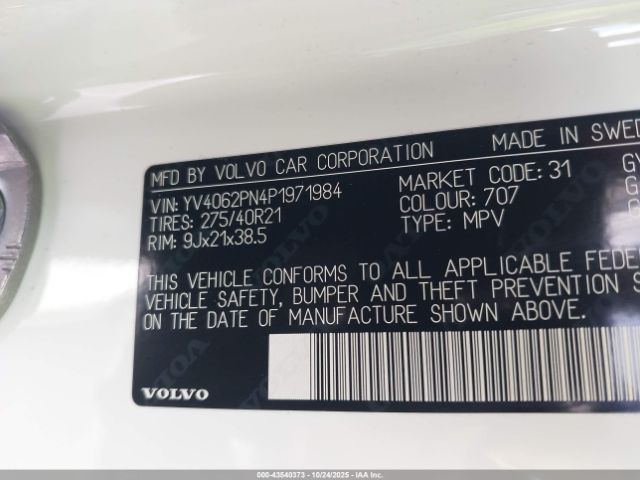 MFD BY VOLVO CAR CORPORATION MADE IN SWED
VIN: YV4062PN4P1971984 MARKET CODE: 31
TIRES: 275/40R21 COLOUR: 707
RIM: 9Jx21x38.5 TYPE: MPV
THIS VEHICLE CONFORMS TO ALL APPLICABLE FEDE
VEHICLE SAFETY, BUMPER AND THEFT PREVENTION S
ON THE DATE OF MANUFACTURE SHOWN ABOVE.
VOLVO
000-43540373 - 10/24/2025 - IAA Inc.